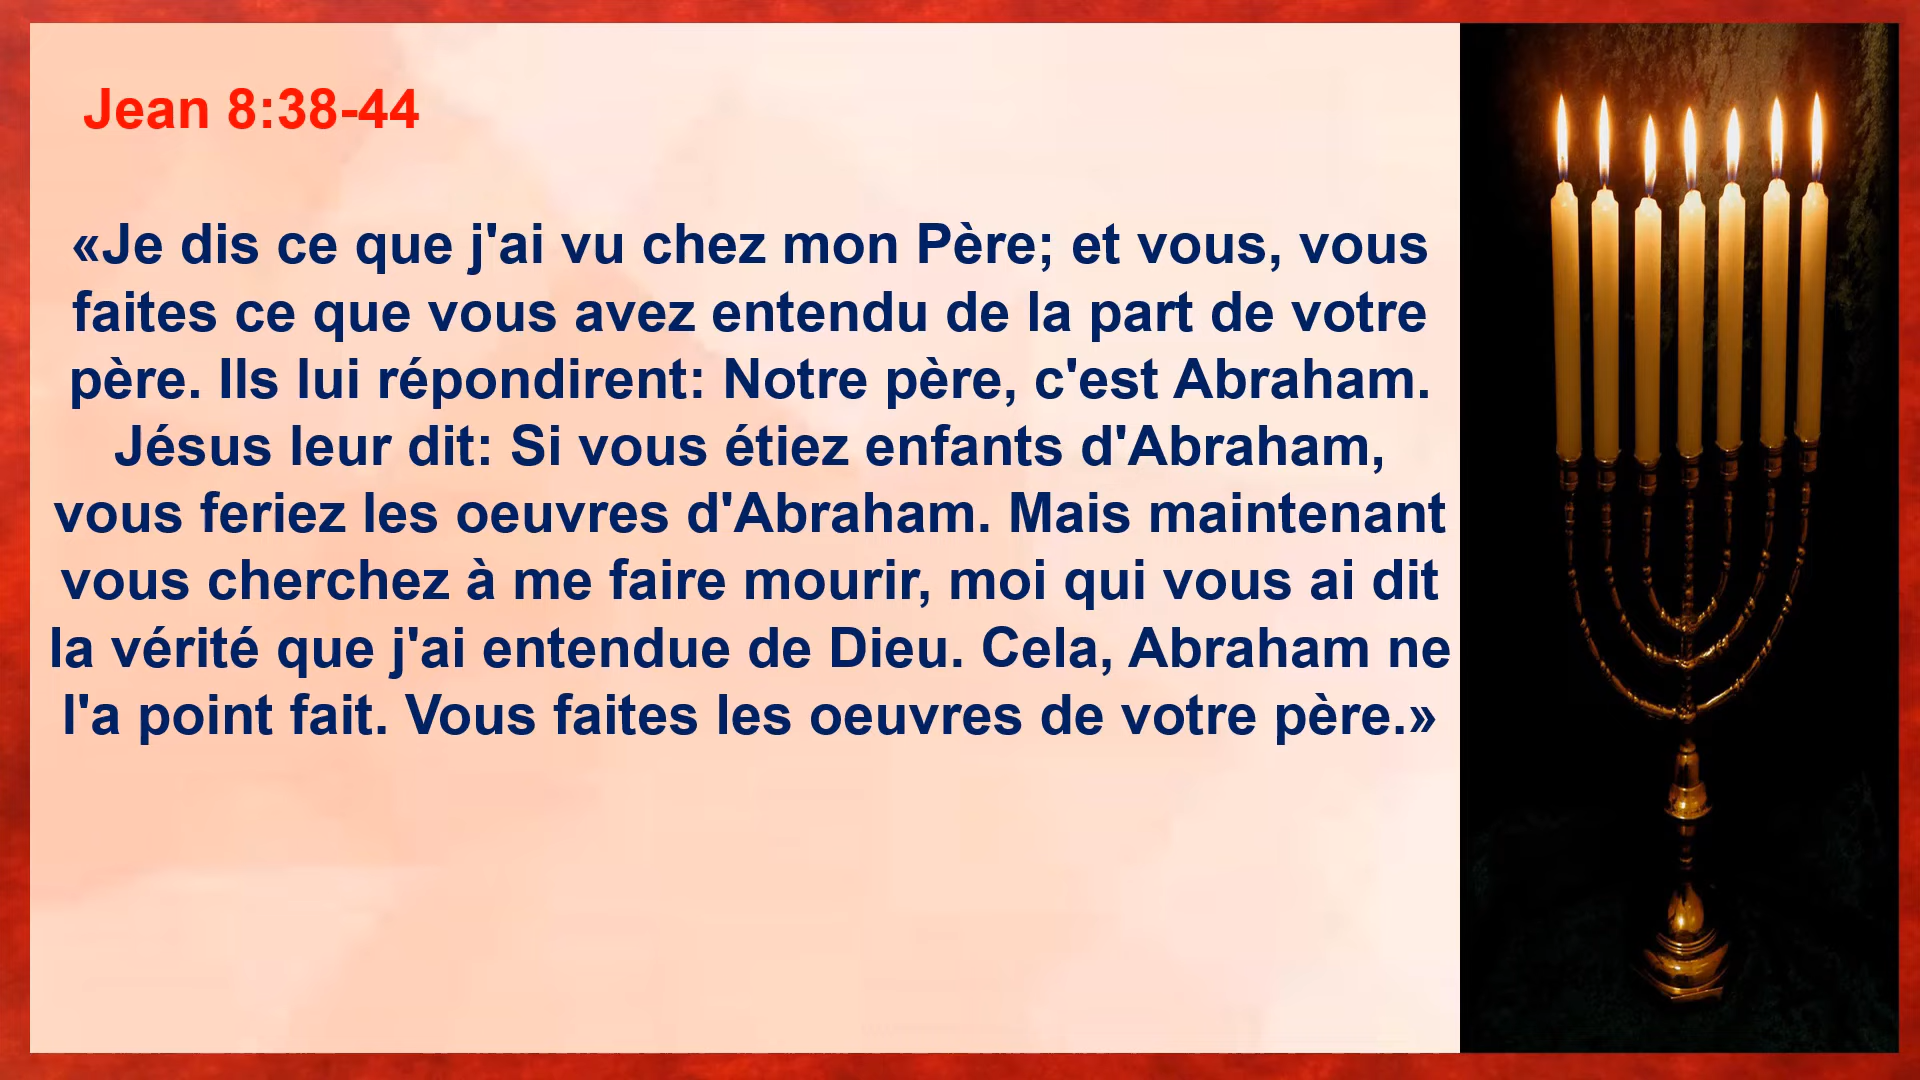 Jean 8:38-44
«Je dis ce que j'ai vu chez mon Père; et vous, vous
faites ce que vous avez entendu de la part de votre
père. Ils lui répondirent: Notre père, c'est Abraham.
Jésus leur dit: Si vous étiez enfants d'Abraham,
vous feriez les oeuvres d'Abraham. Mais maintenant
vous cherchez à me faire mourir, moi qui vous ai dit
la vérité que j'ai entendue de Dieu. Cela, Abraham ne
l'a point fait. Vous faites les oeuvres de votre père.»